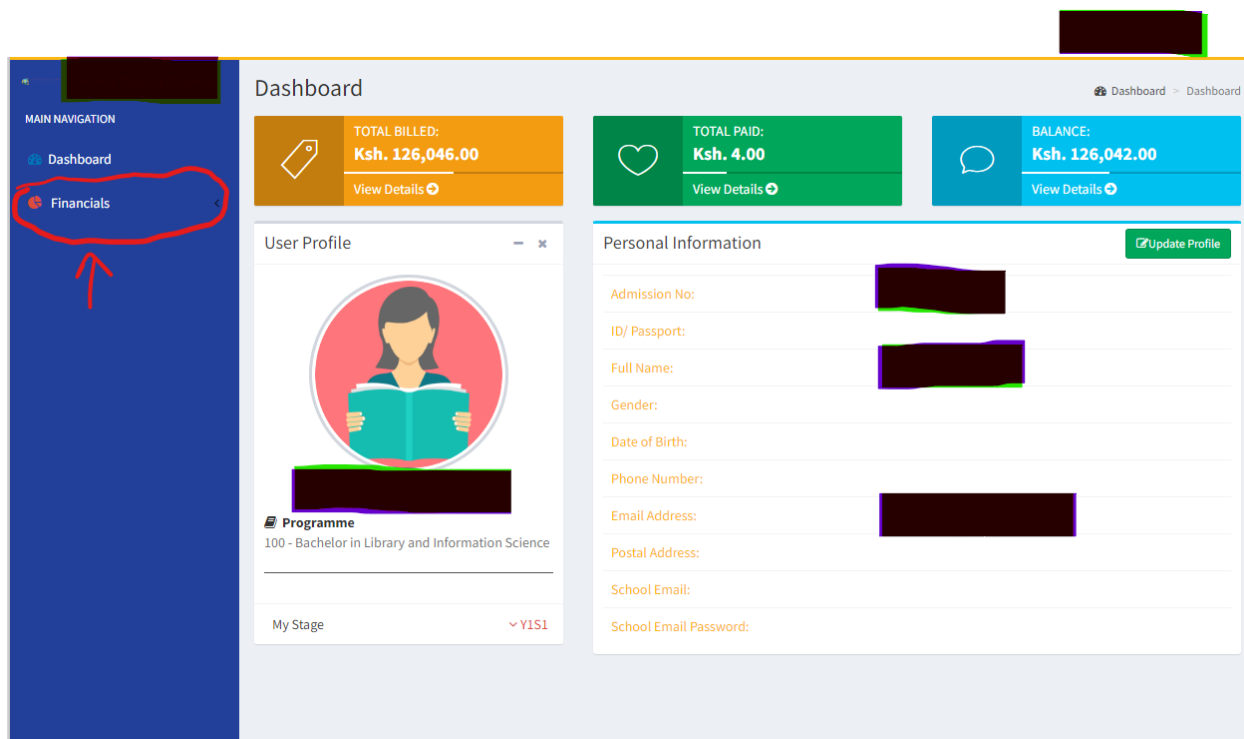 Dashboard
Dashboard > Dashboard
MAIN NAVIGATION
Dashboard
Financials
TOTAL BILLED:
Ksh. 126,046.00
View Details
TOTAL PAID:
Ksh. 4.00
View Details
BALANCE:
Ksh. 126,042.00
View Details
User Profile
Programme
100 - Bachelor in Library and Information Science
My Stage Y1S1
Personal Information
Update Profile
Admission No:
ID/ Passport:
Full Name:
Gender:
Date of Birth:
Phone Number:
Email Address:
Postal Address:
School Email:
School Email Password: